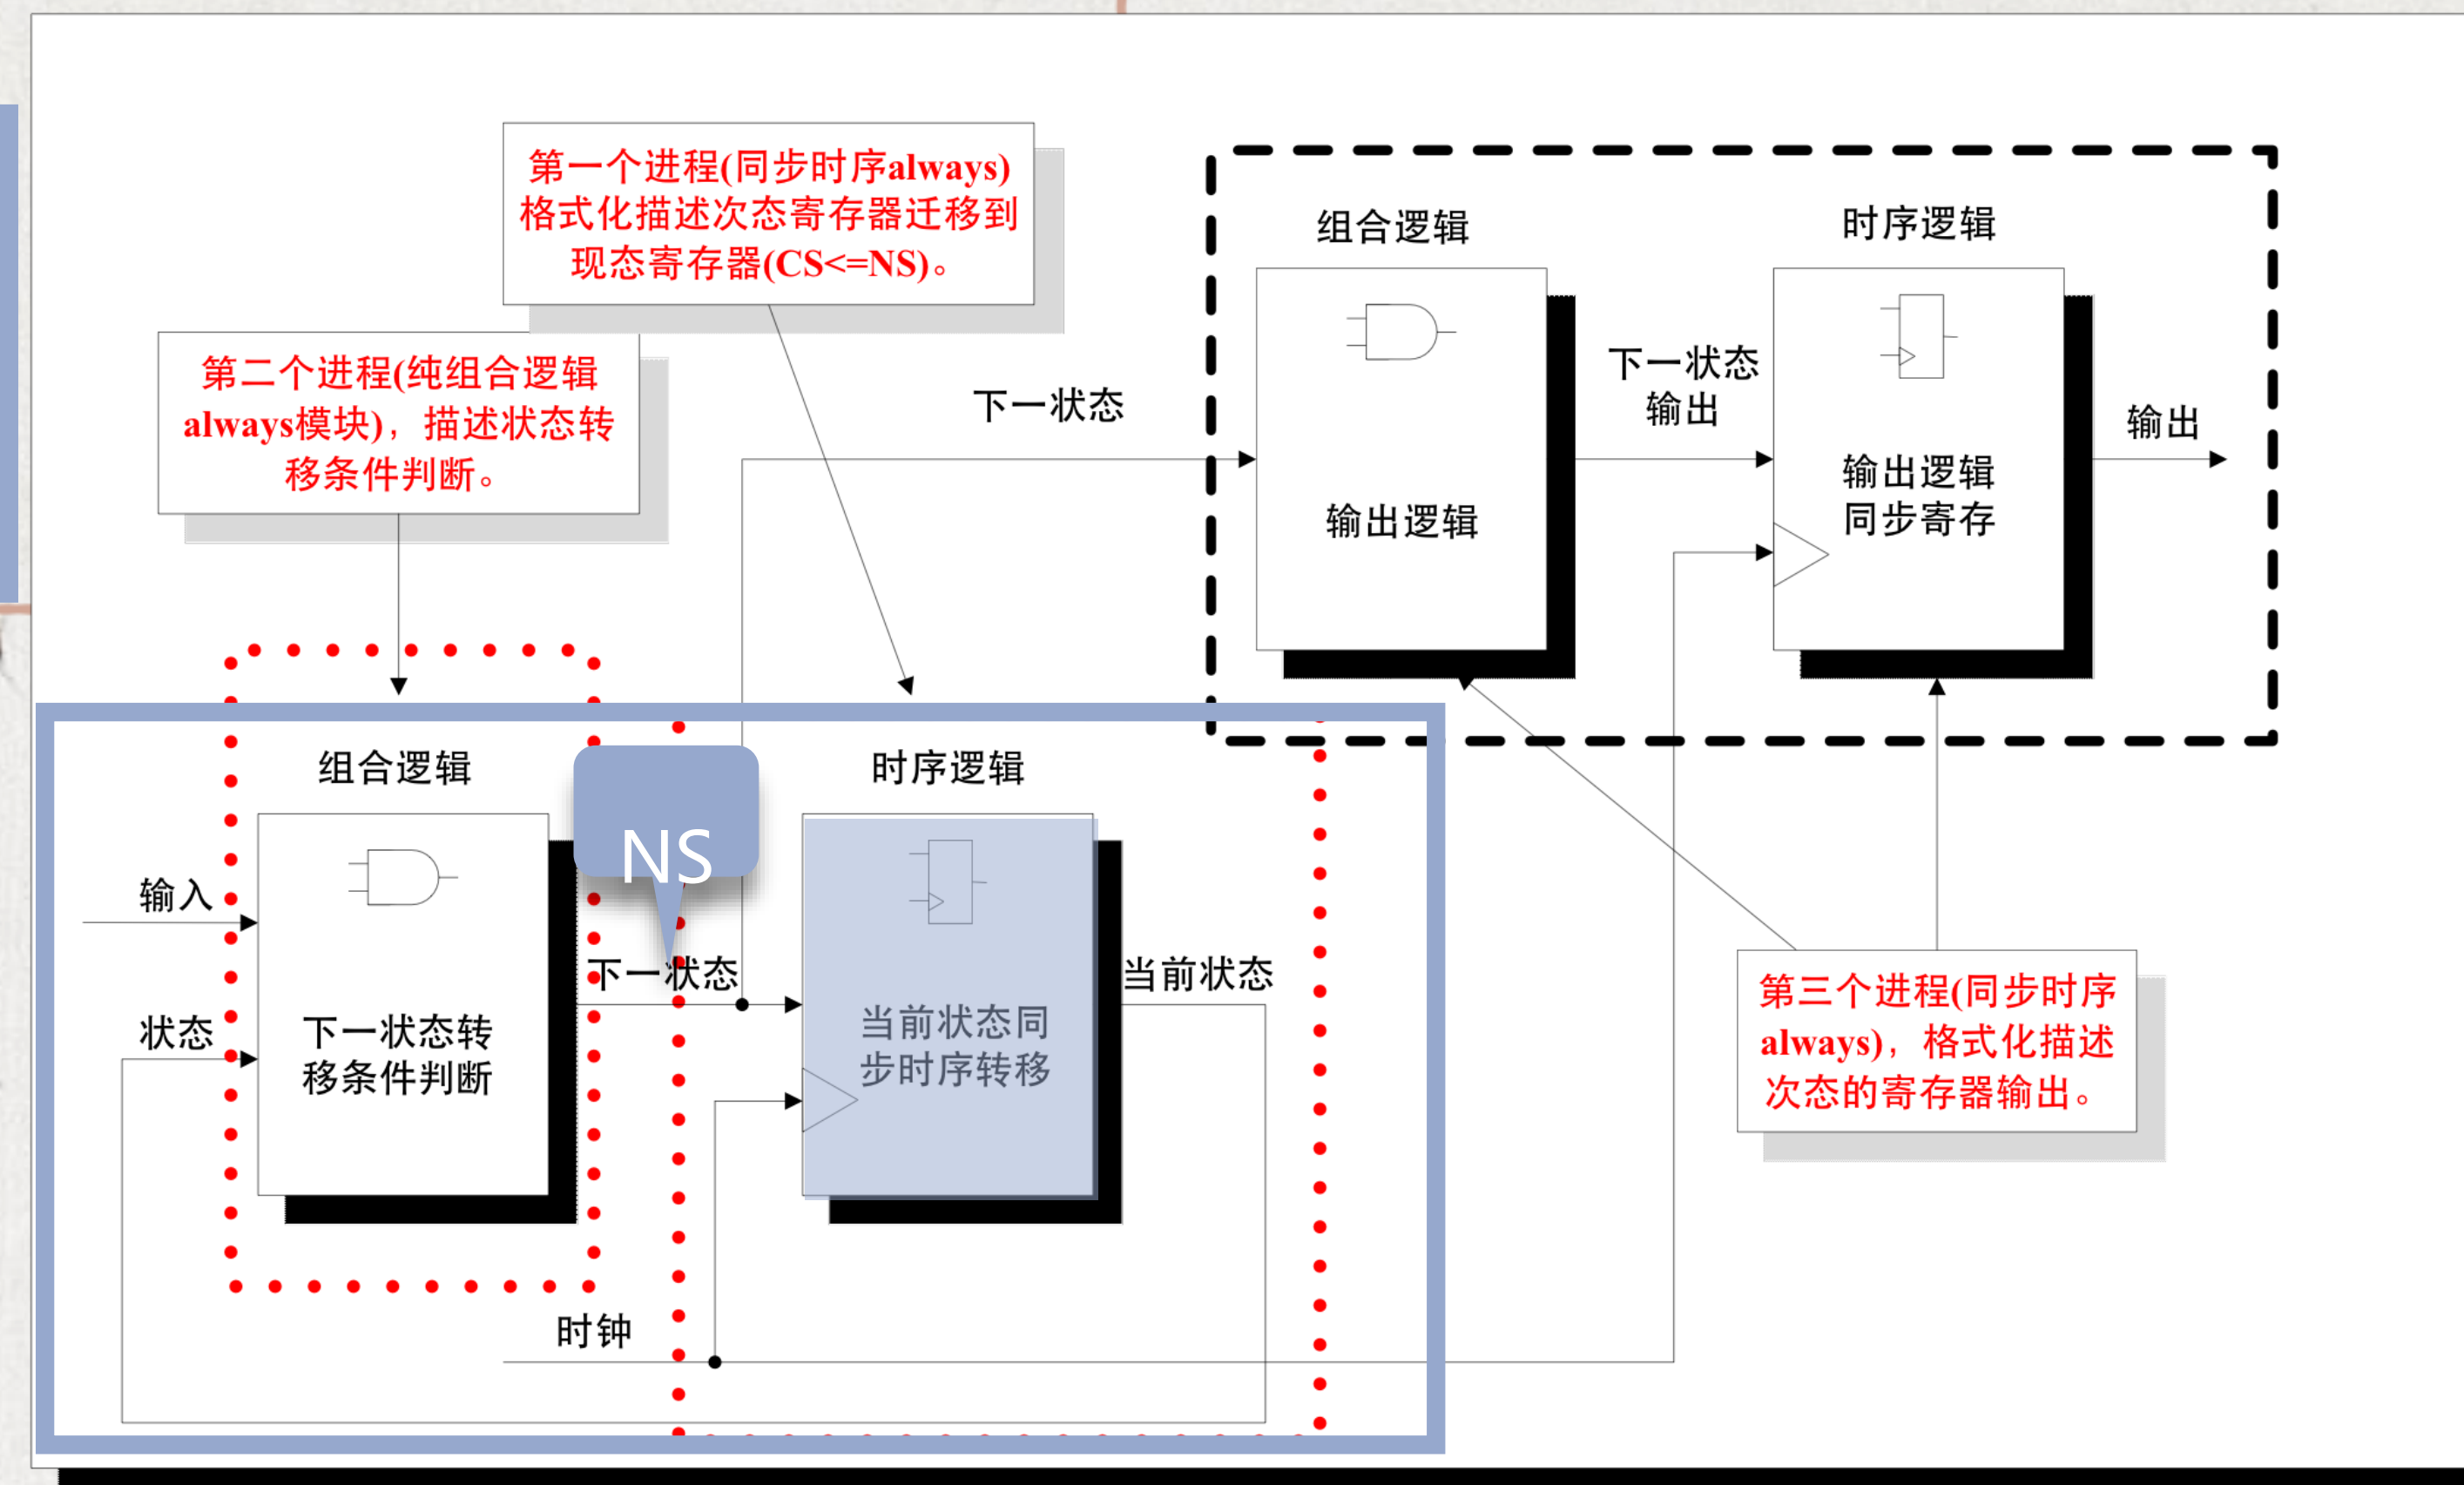 第一个进程(同步时序always)
格式化描述次态寄存器迁移到
现态寄存器(CS<=NS)。
第二个进程(纯组合逻辑
always模块)，描述状态转
移条件判断。
下一状态
组合逻辑
输出逻辑
下一状态
输出
时序逻辑
输出逻辑
同步寄存
输出
组合逻辑
输入
状态
下一状态转
移条件判断
NS
下一状态
时序逻辑
当前状态同
步时序转移
当前状态
时钟
第三个进程(同步时序
always)，格式化描述
次态的寄存器输出。